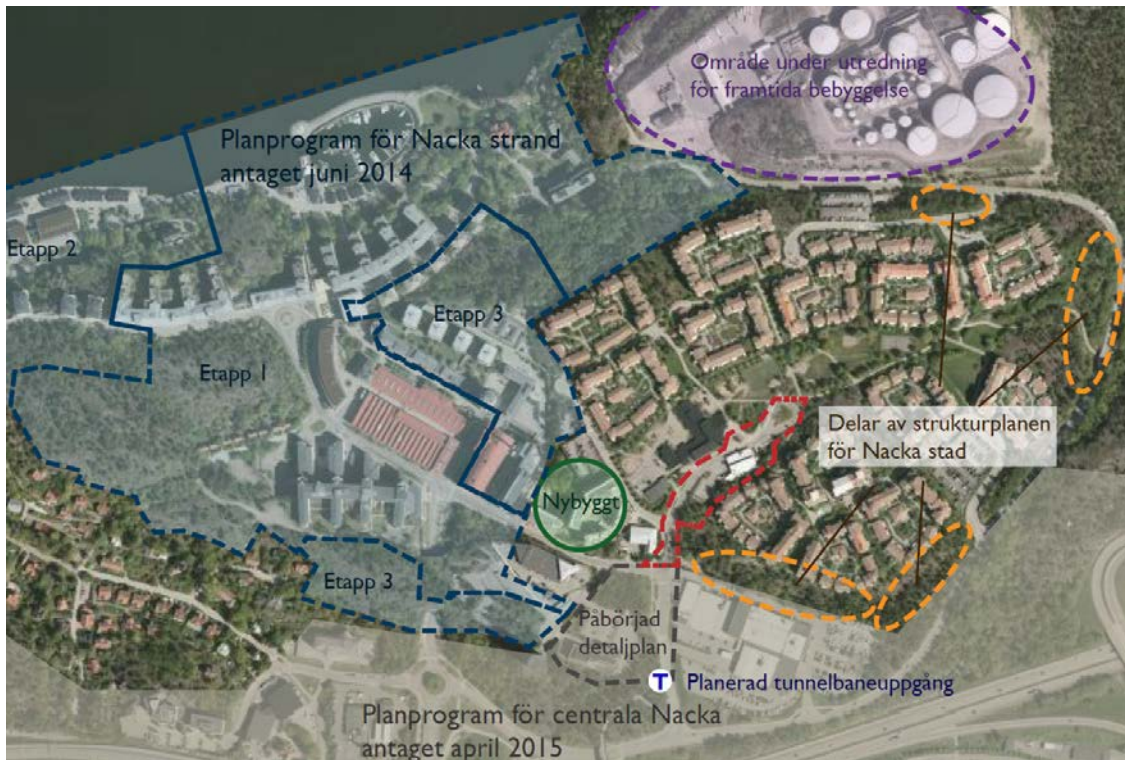 Område under utredning
för framtida bebyggelse
Planprogram för Nacka strand
antaget juni 2014
Etapp 2
Etapp 3
Etapp 1
Delar av strukturplanen
för Nacka stad
Nybyggt
Etapp 3
Påbörjad
detaljplan
T Planerad tunnelbaneuppgång
Planprogram för centrala Nacka
antaget april 2015